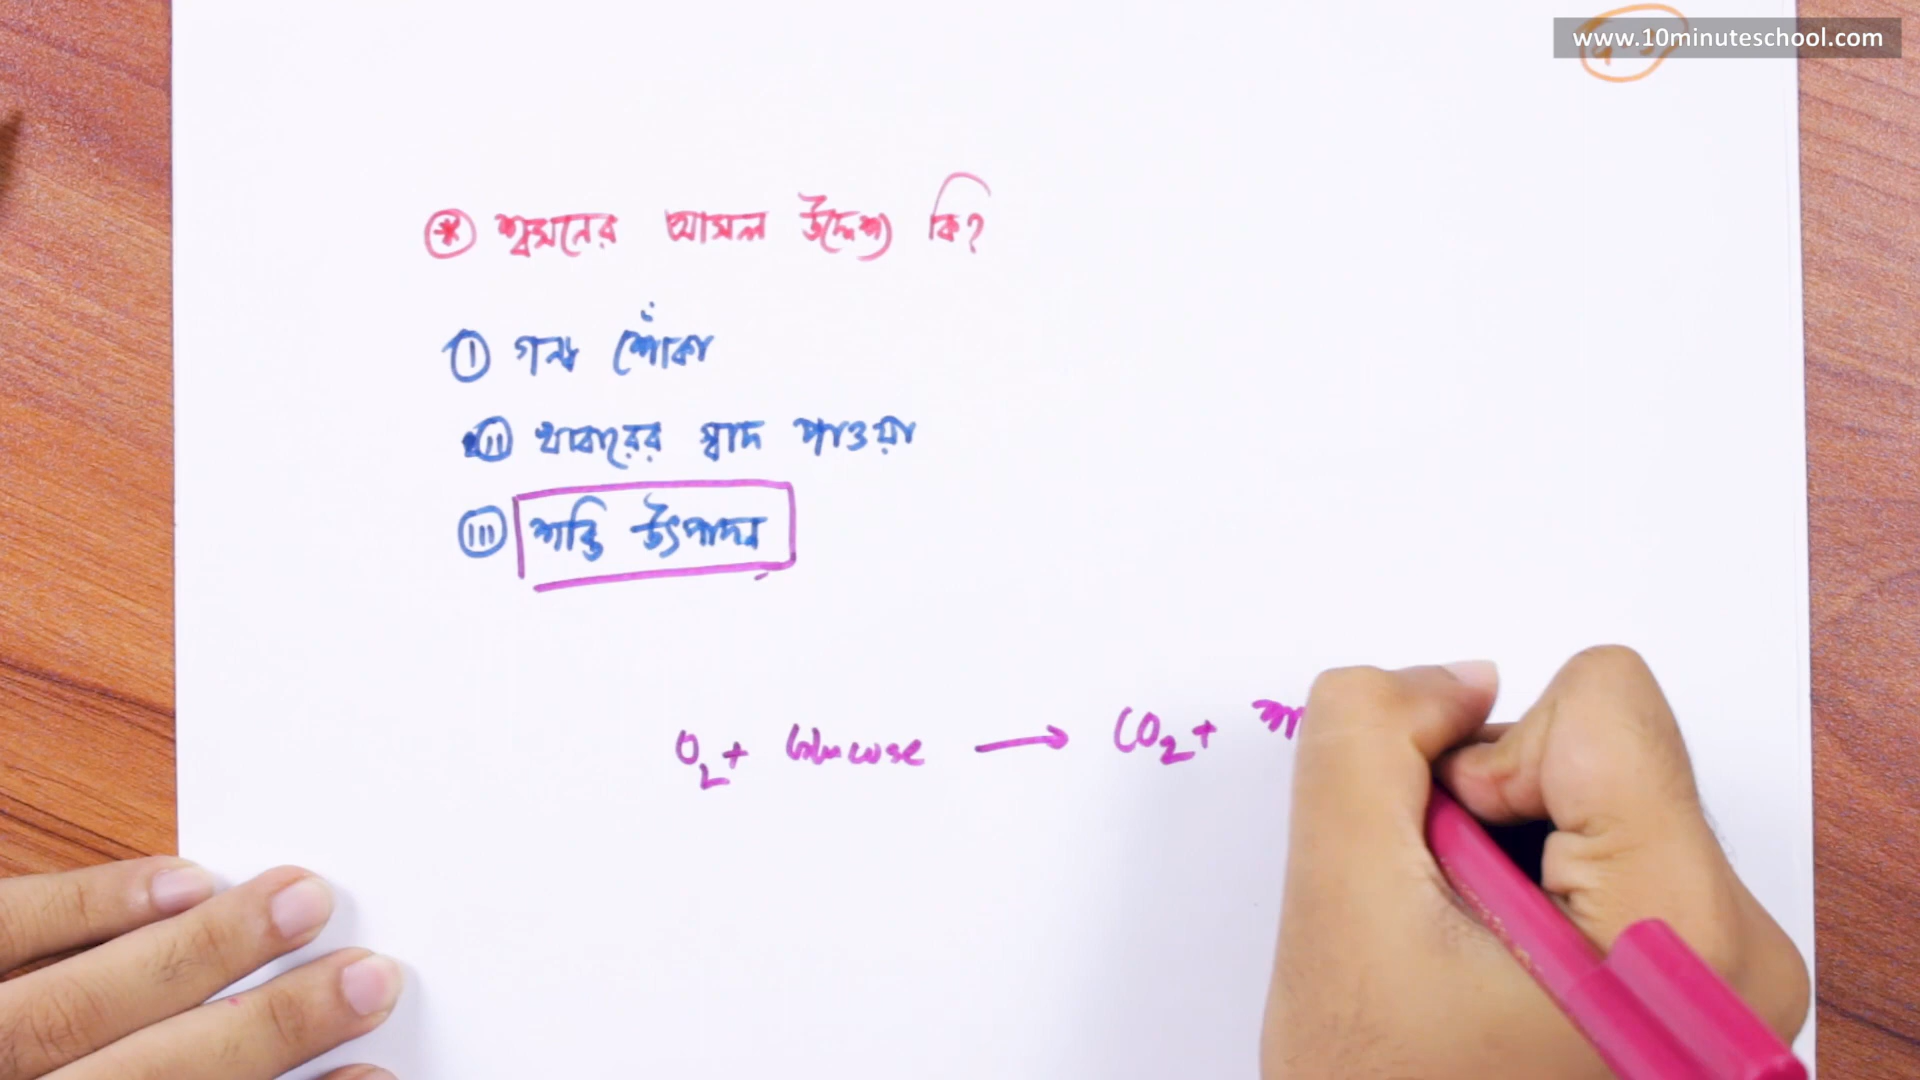 www.10minuteschool.com
* শ্বসনের আসল উদ্দেশ্য কি?
i গন্ধ শোঁকা
ii খাবারের স্বাদ পাওয়া
iii শক্তি উৎপাদন
O₂ + Glucose → CO₂ +